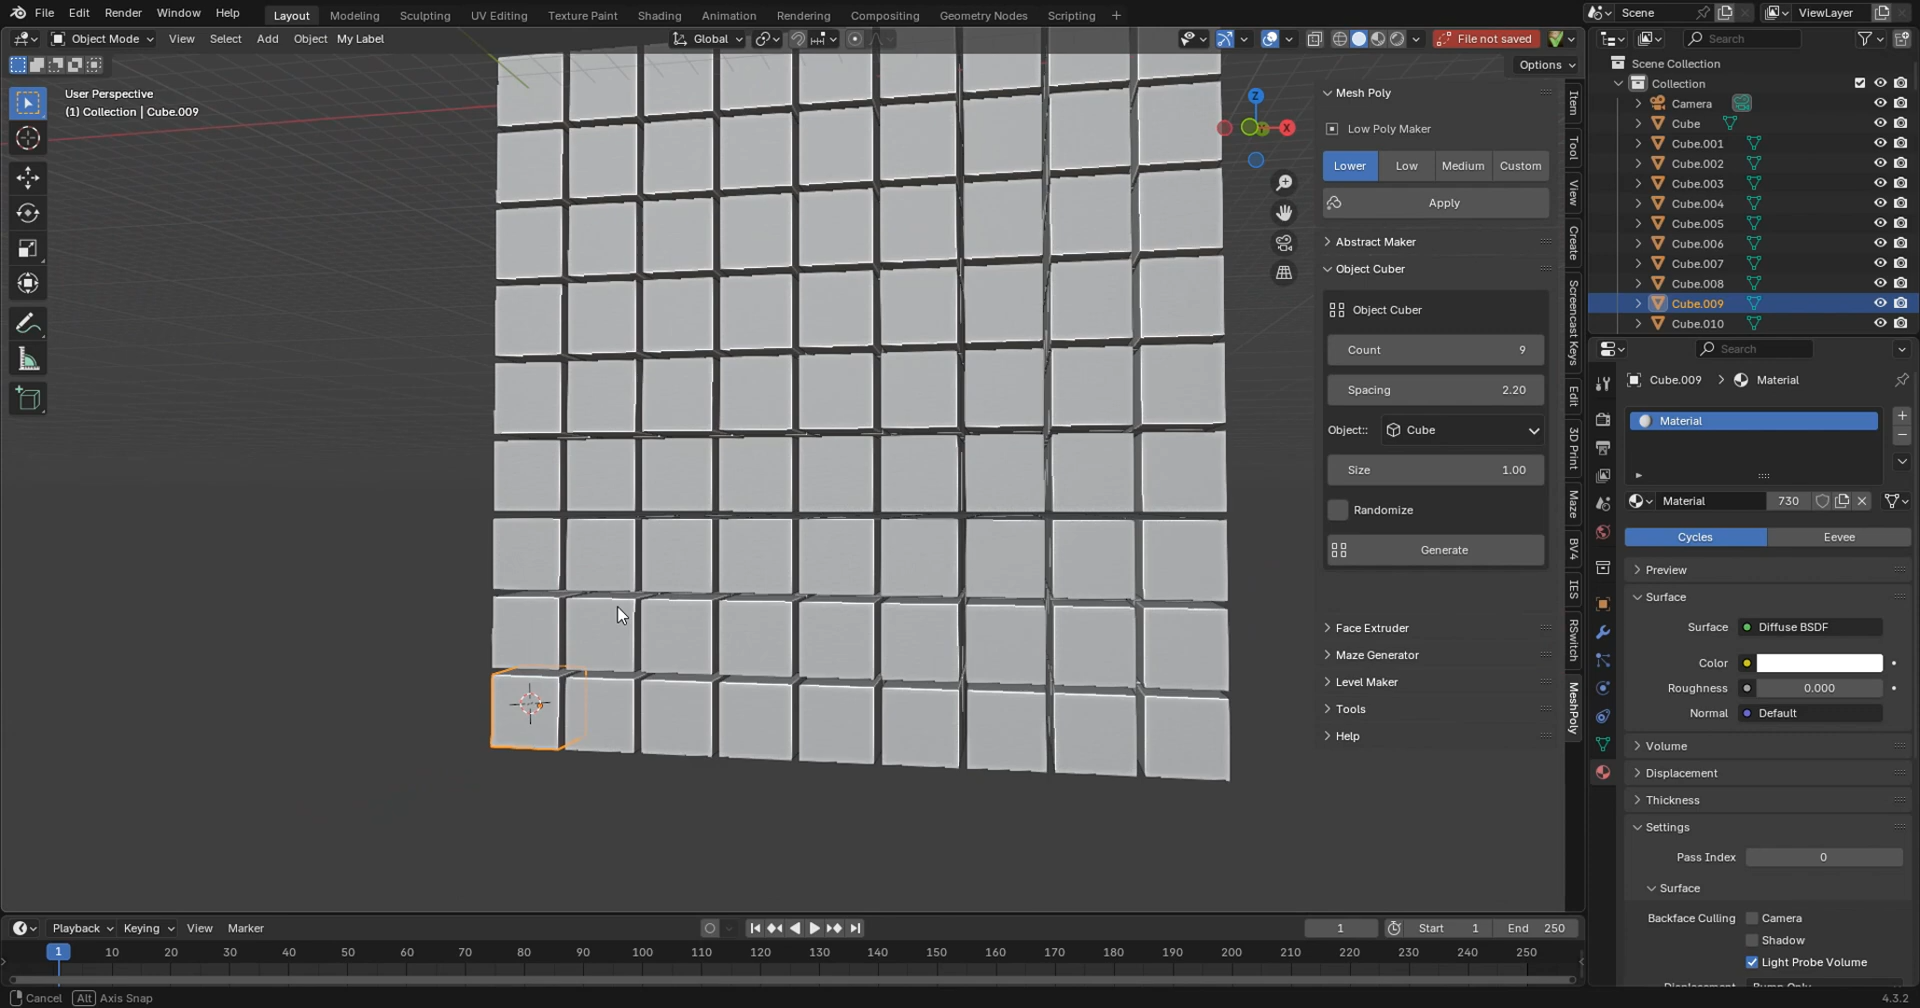 File Edit Render Window Help Layout Modeling Sculpting UV Editing Texture Paint Shading Animation Rendering Compositing Geometry Nodes Scripting + Scene ViewLayer
Object Mode View Select Add Object My Label Global File not saved Search
Options
User Perspective
(1) Collection | Cube.009
Z
X
Mesh Poly
Low Poly Maker
Lower Low Medium Custom
Apply
Abstract Maker
Object Cuber
Object Cuber
Count 9
Spacing 2.20
Object:: Cube
Size 1.00
Randomize
Generate
Face Extruder
Maze Generator
Level Maker
Tools
Help
Item
Tool
View
Create
Screencast Keys
Edit
3D Print
Maze
BV4
IES
RSwitch
MeshPoly
Scene Collection
Collection
Camera
Cube
Cube.001
Cube.002
Cube.003
Cube.004
Cube.005
Cube.006
Cube.007
Cube.008
Cube.009
Cube.010
Search
Cube.009 > Material
Material
Material 730
Cycles Eevee
Preview
Surface
Surface Diffuse BSDF
Color
Roughness 0.000
Normal Default
Volume
Displacement
Thickness
Settings
Pass Index 0
Surface
Backface Culling Camera
Shadow
Light Probe Volume
Displacement Bump Only
Playback Keying View Marker 1 Start 1 End 250
1 10 20 30 40 50 60 70 80 90 100 110 120 130 140 150 160 170 180 190 200 210 220 230 240 250
Cancel Alt Axis Snap 4.3.2